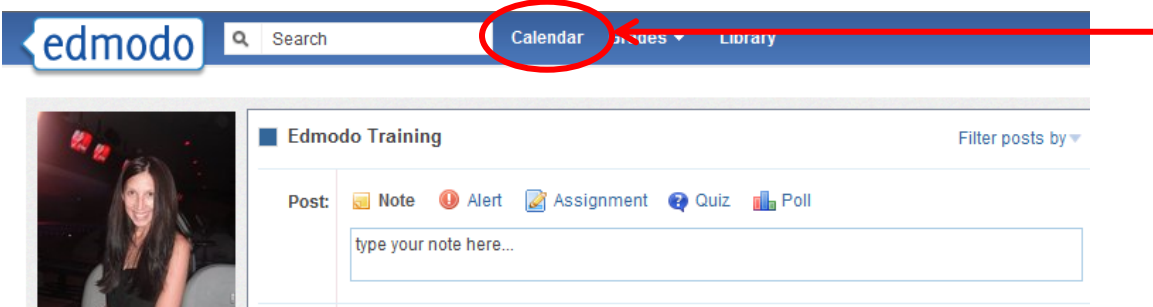 edmodo Search Calendar Grades Library
Edmodo Training Filter posts by
Post: Note Alert Assignment Quiz Poll
type your note here...